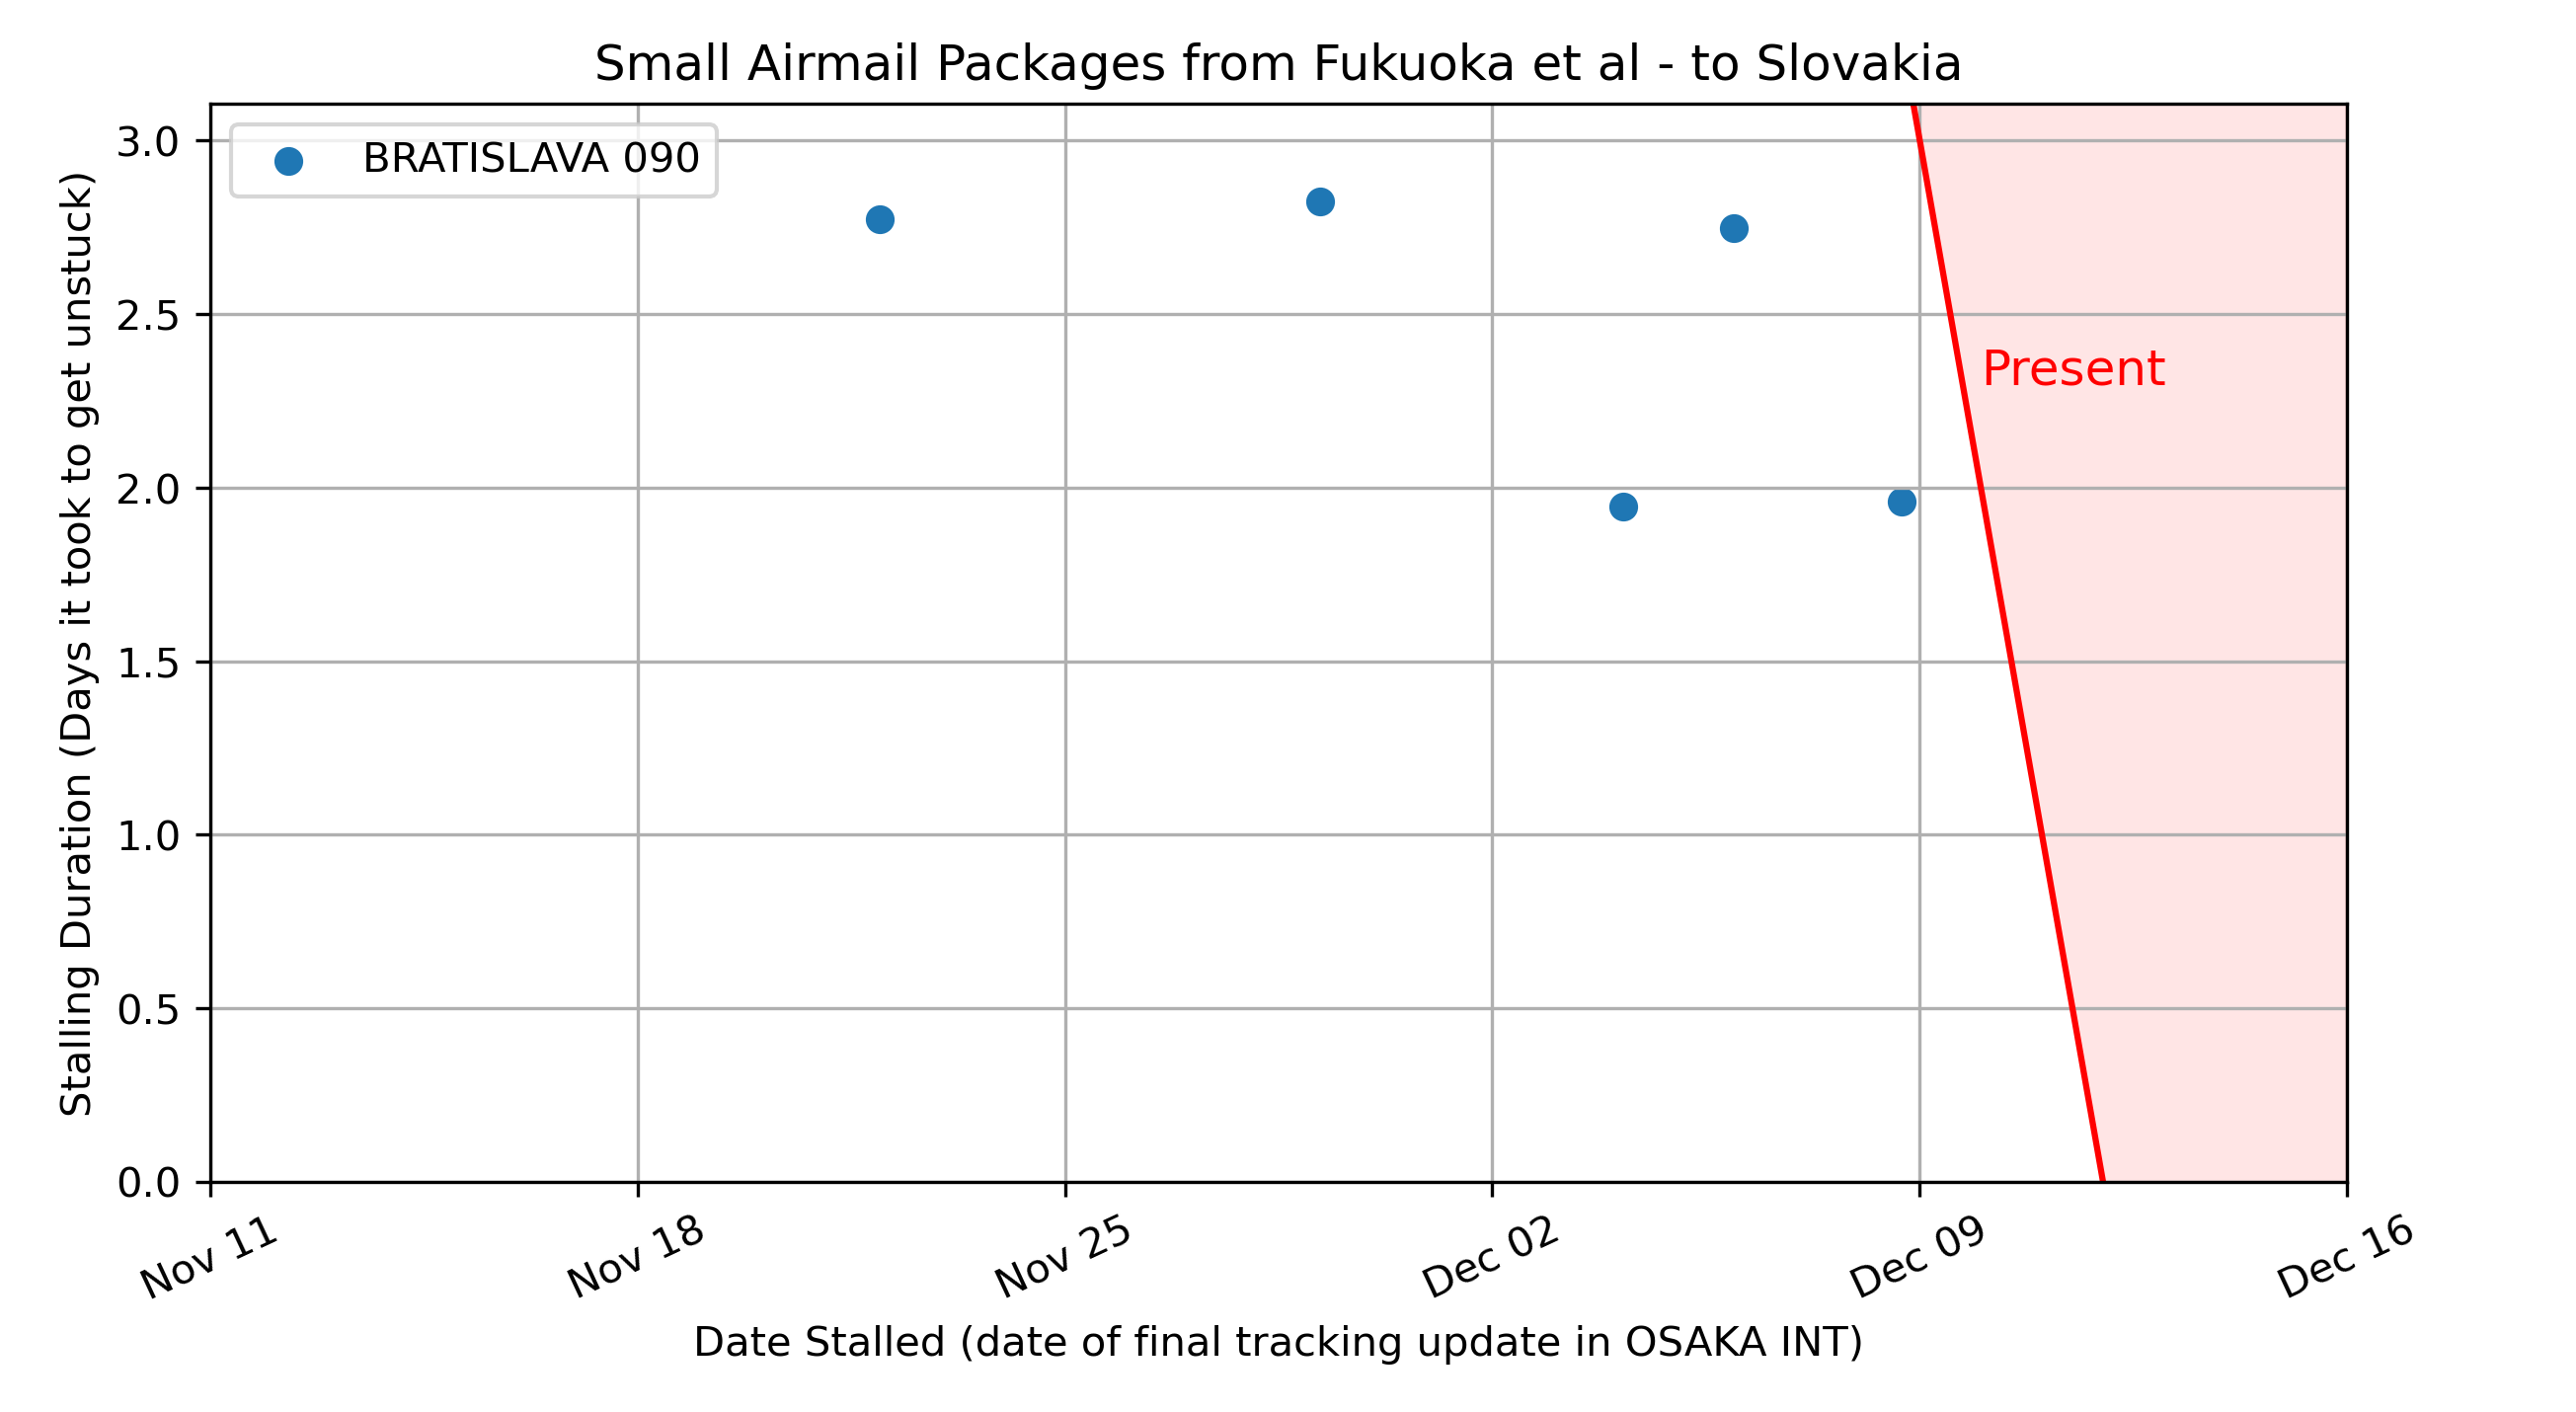 Small Airmail Packages from Fukuoka et al - to Slovakia
BRATISLAVA 090
Present
Stalling Duration (Days it took to get unstuck)
3.0
2.5
2.0
1.5
1.0
0.5
0.0
Nov 11
Nov 18
Nov 25
Dec 02
Dec 09
Dec 16
Date Stalled (date of final tracking update in OSAKA INT)